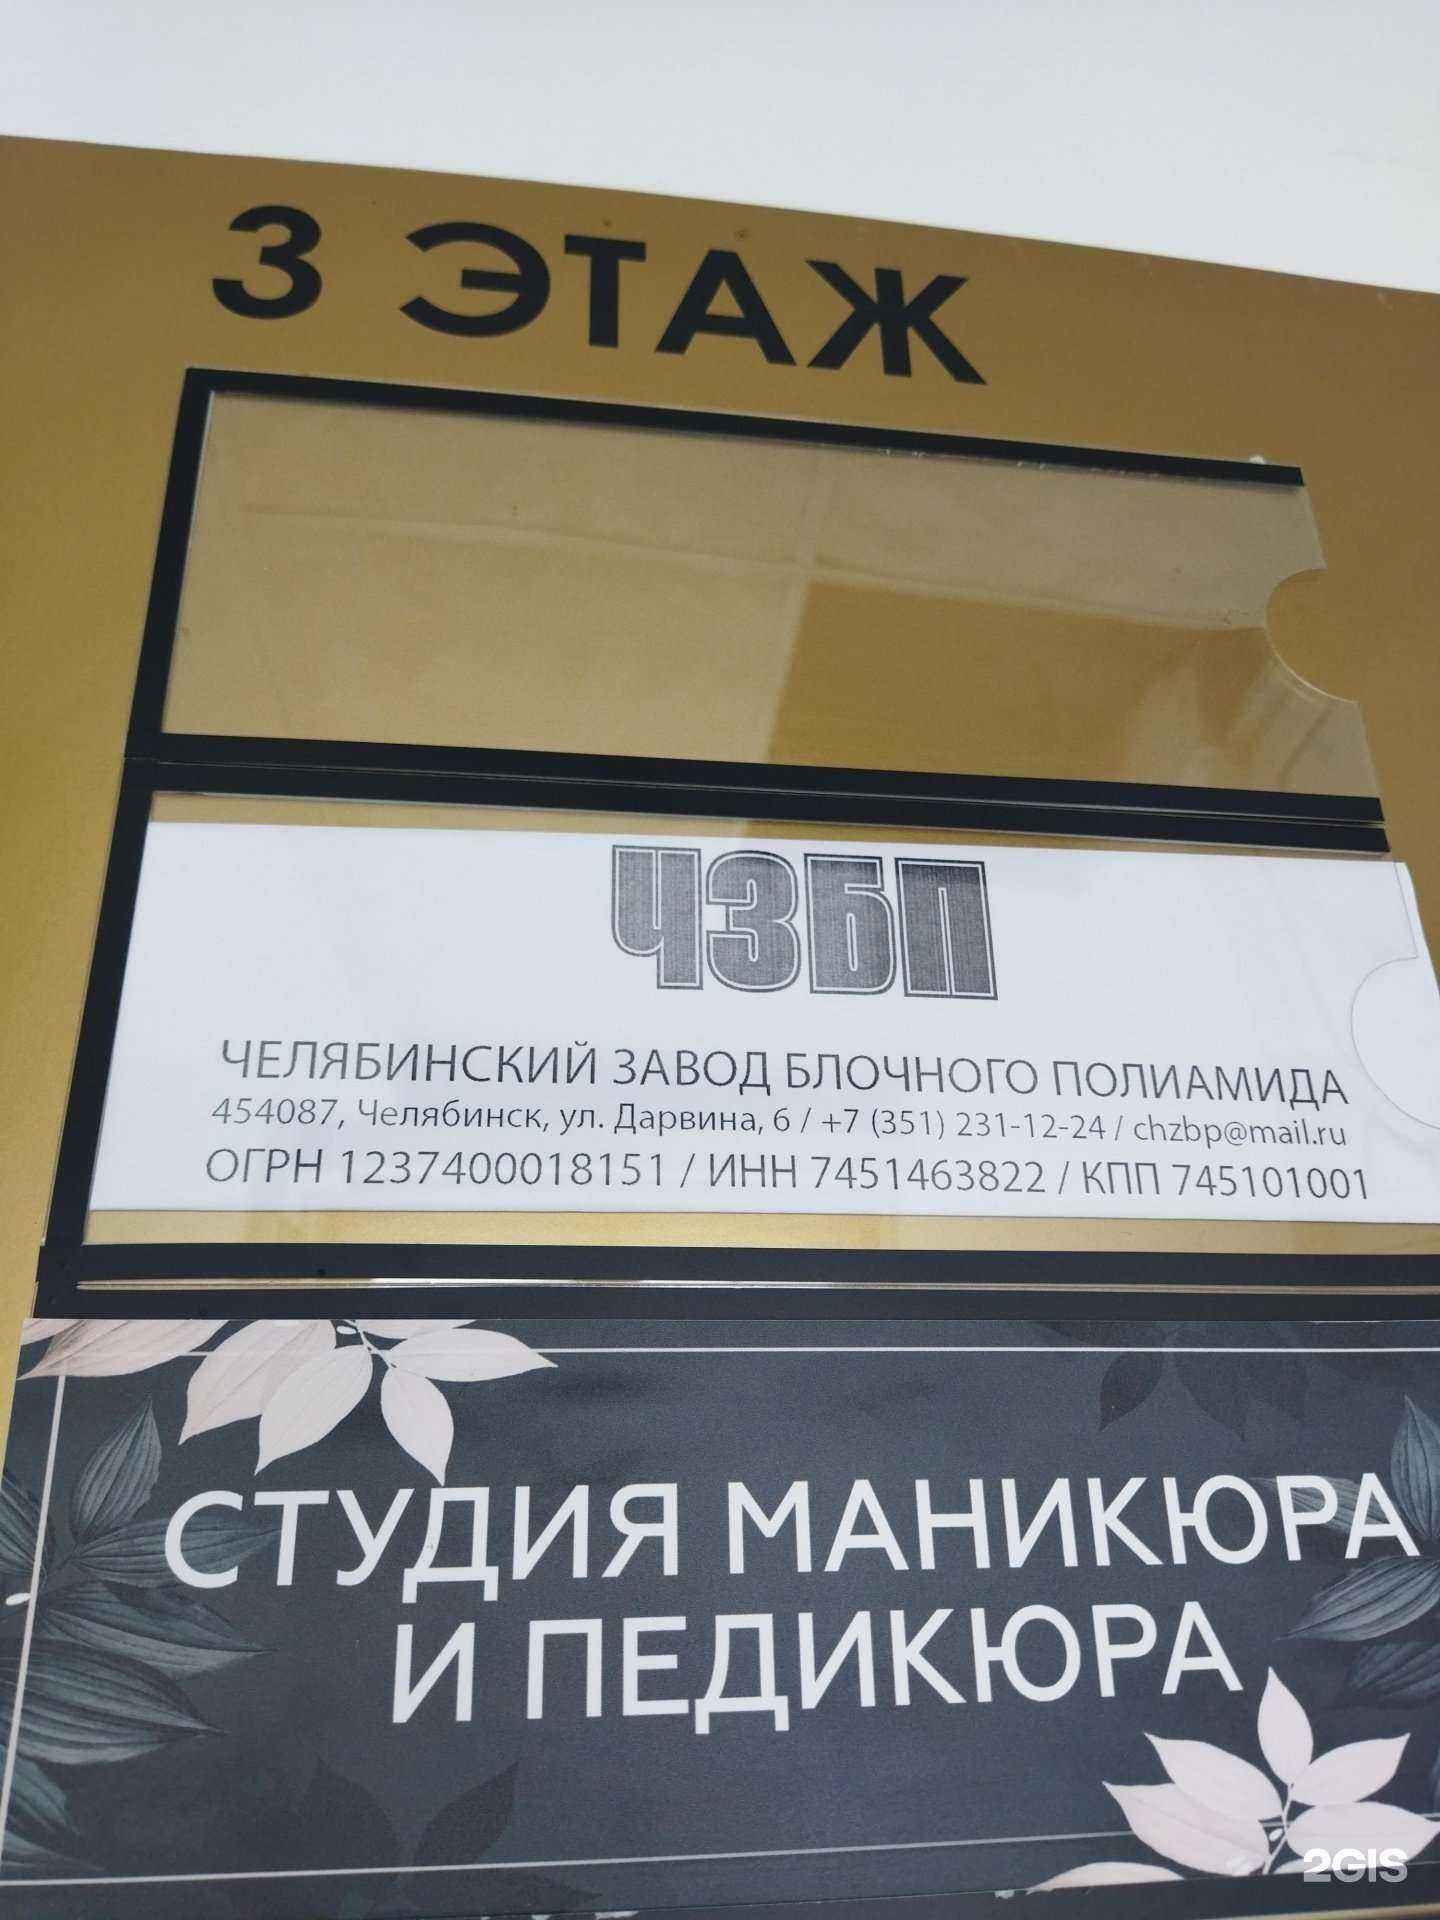 3 ЭТАЖ
ЧЗБП
ЧЕЛЯБИНСКИЙ ЗАВОД БЛОЧНОГО ПОЛИАМИДА
454087, Челябинск, ул. Дарвина, 6 / +7 (351) 231-12-24 / chzbp@mail.ru
ОГРН 1237400018151 / ИНН 7451463822 / КПП 745101001
СТУДИЯ МАНИКЮРА
И ПЕДИКЮРА
2GIS